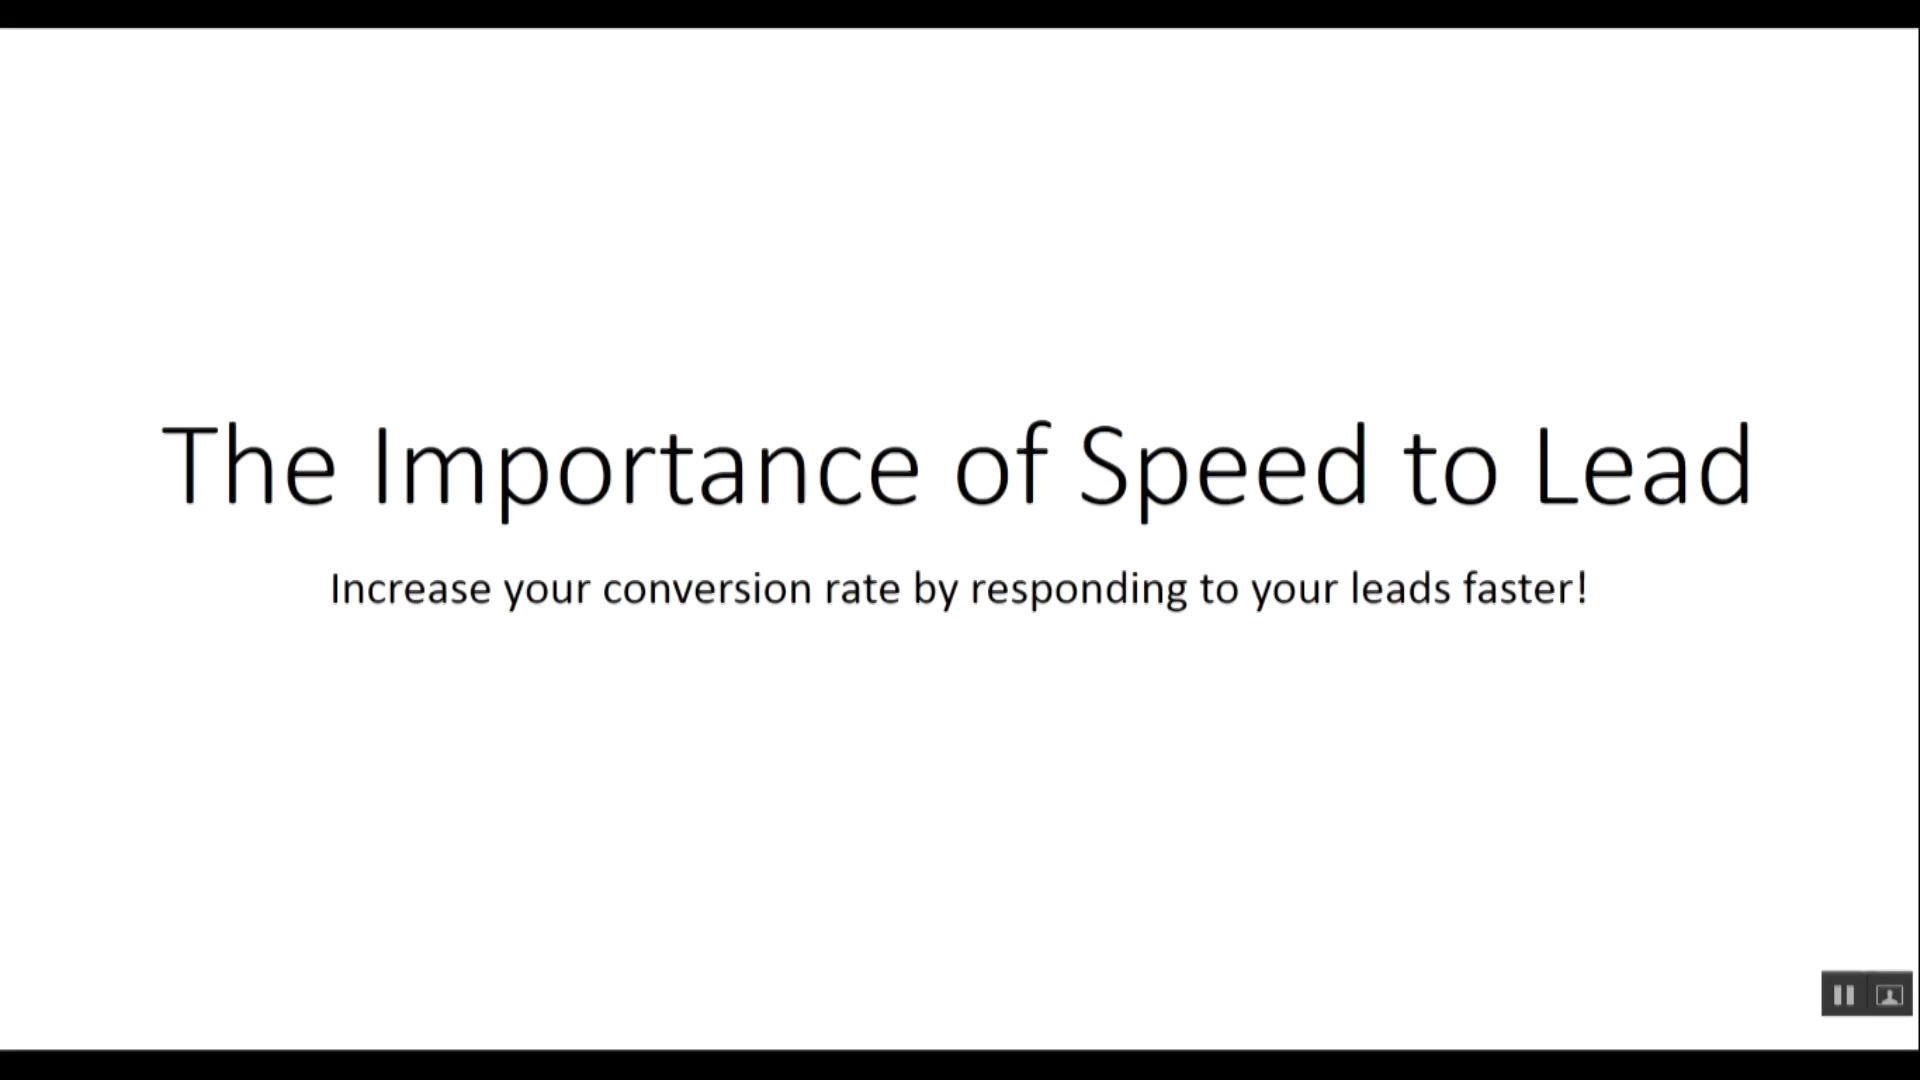 The Importance of Speed to Lead
Increase your conversion rate by responding to your leads faster!